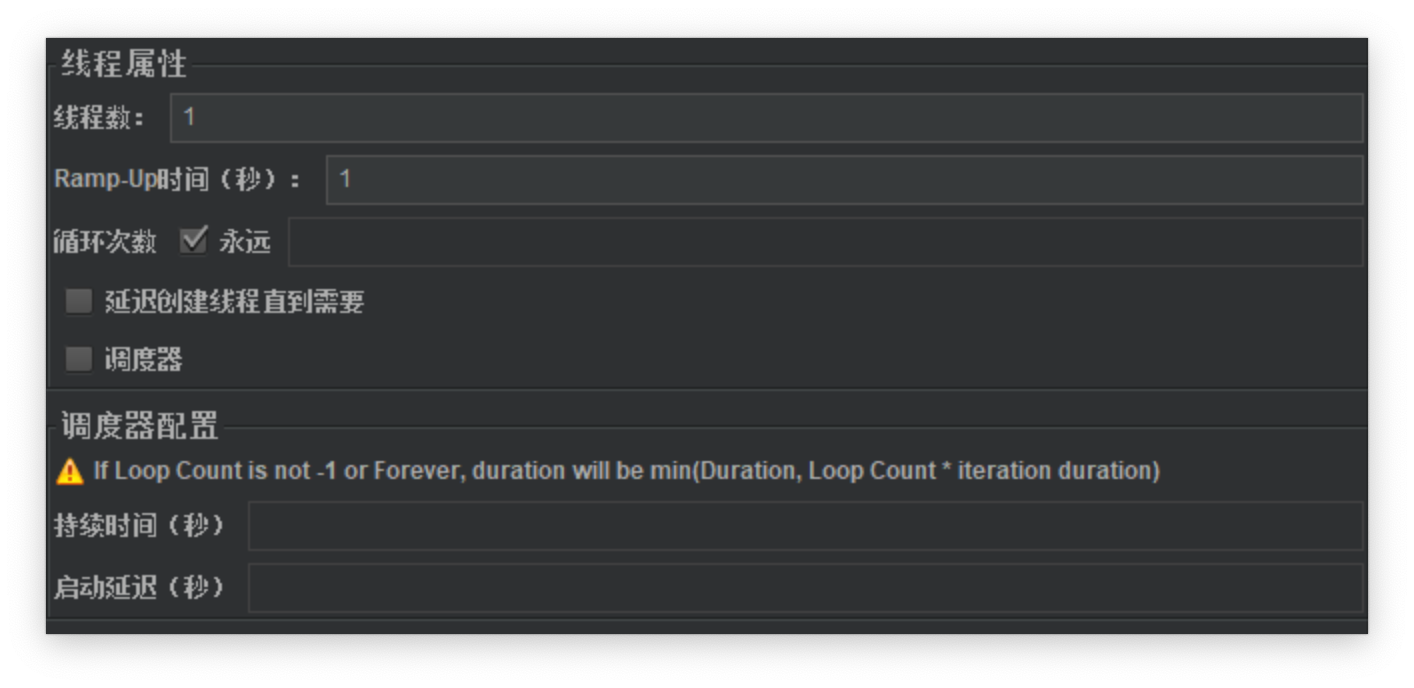 线程属性
线程数： 1
Ramp-Up时间（秒）： 1
循环次数 永远
延迟创建线程直到需要
调度器
调度器配置
If Loop Count is not -1 or Forever, duration will be min(Duration, Loop Count * iteration duration)
持续时间（秒）
启动延迟（秒）